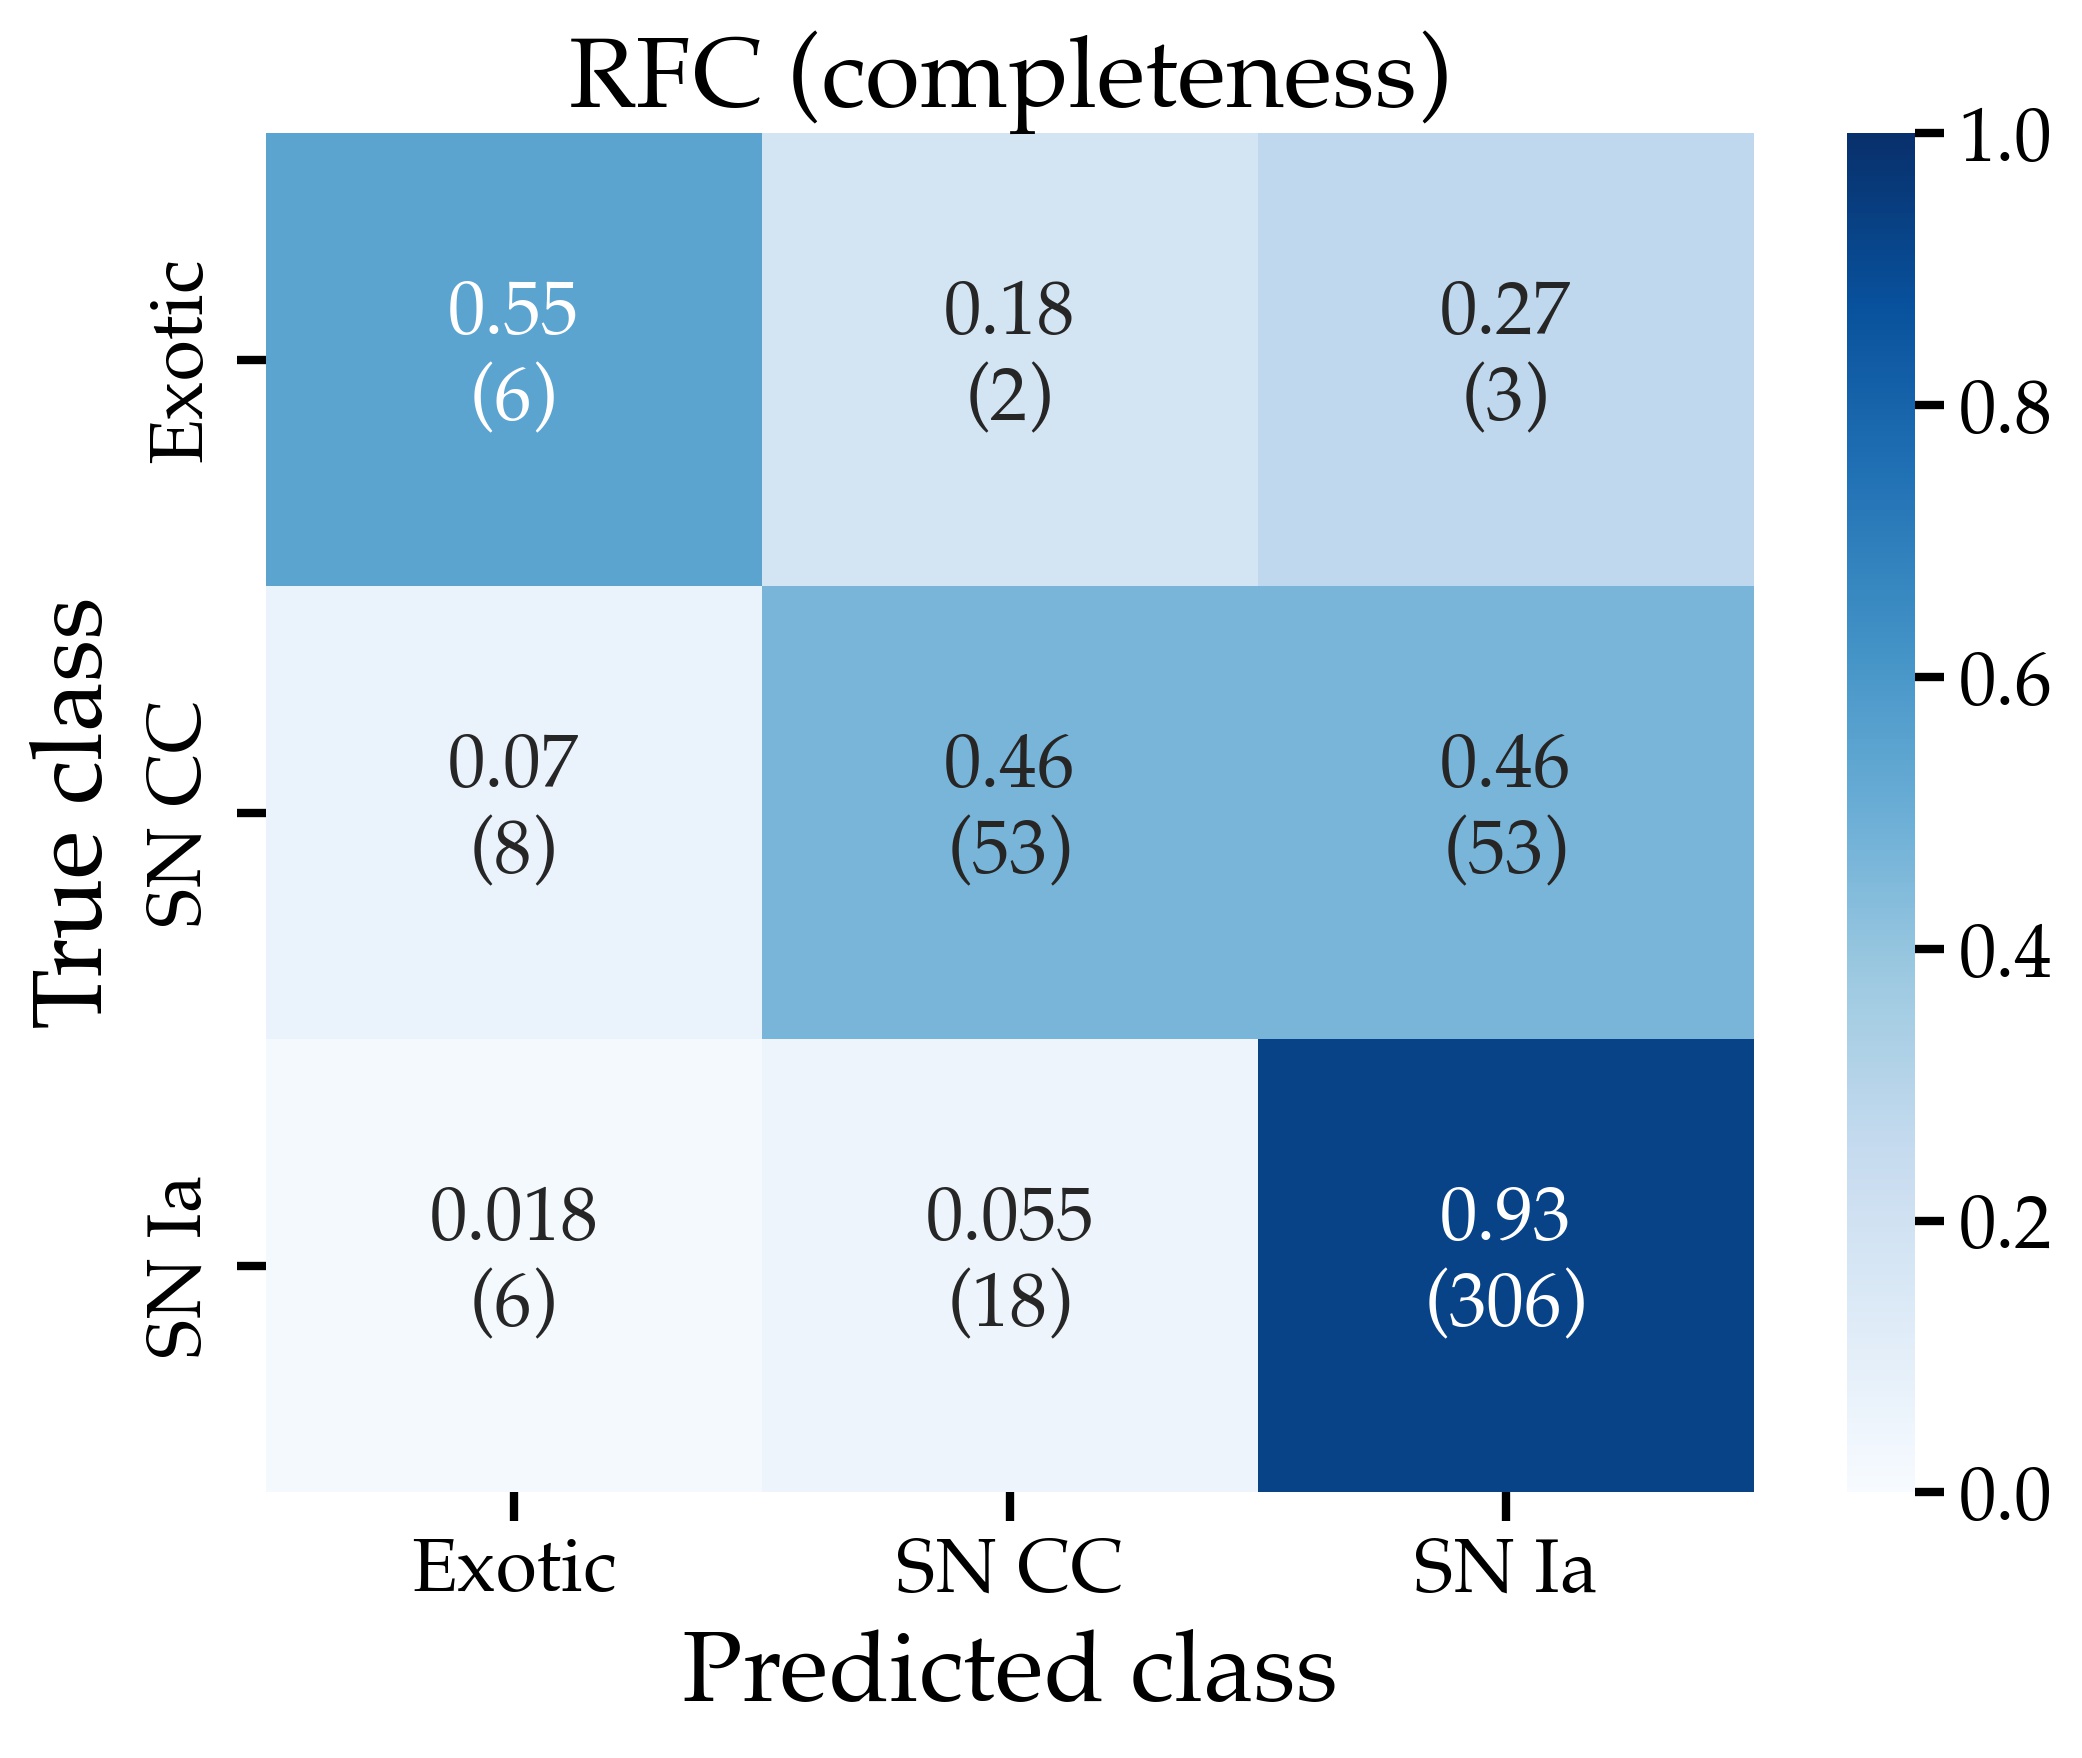 RFC (completeness)
True class
Exotic
0.55
(6)
0.18
(2)
0.27
(3)
SN CC
0.07
(8)
0.46
(53)
0.46
(53)
SN Ia
0.018
(6)
0.055
(18)
0.93
(306)
Exotic
SN CC
SN Ia
Predicted class
1.0
0.8
0.6
0.4
0.2
0.0